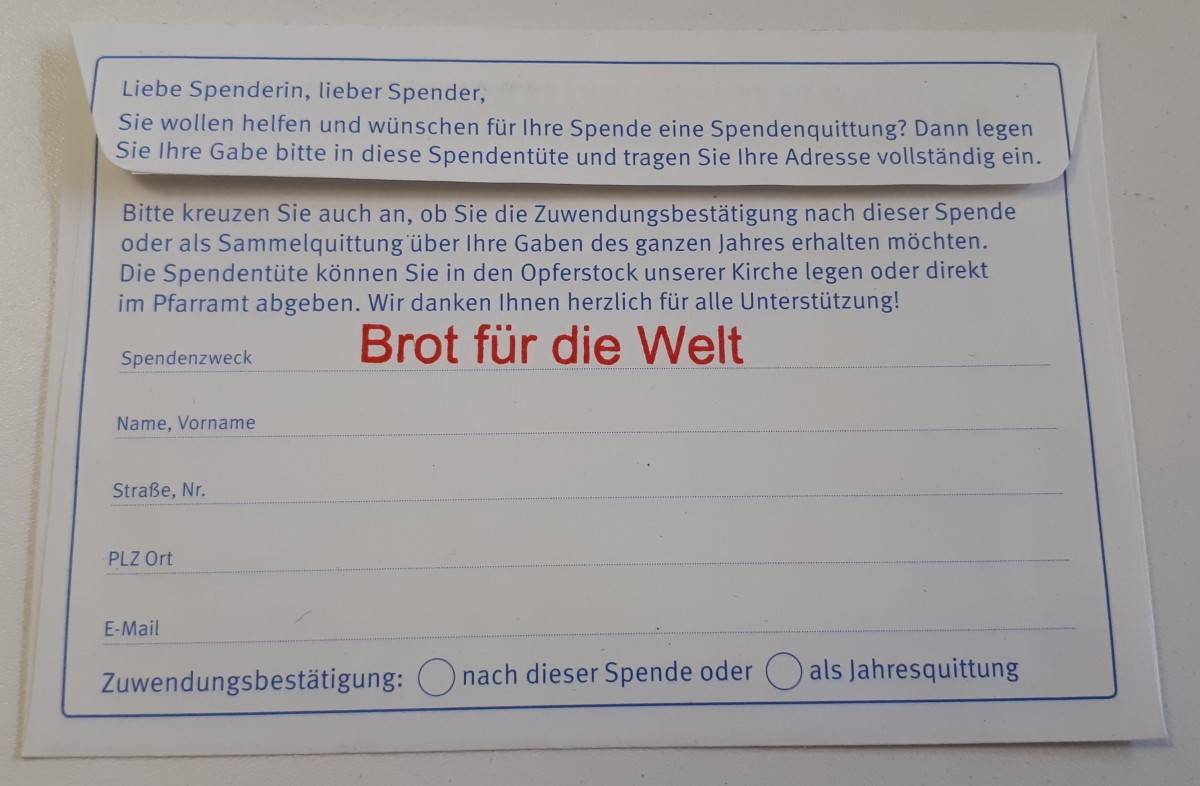 Liebe Spenderin, lieber Spender,
Sie wollen helfen und wünschen für Ihre Spende eine Spendenquittung? Dann legen
Sie Ihre Gabe bitte in diese Spendentüte und tragen Sie Ihre Adresse vollständig ein.
Bitte kreuzen Sie auch an, ob Sie die Zuwendungsbestätigung nach dieser Spende
oder als Sammelquittung über Ihre Gaben des ganzen Jahres erhalten möchten.
Die Spendentüte können Sie in den Opferstock unserer Kirche legen oder direkt
im Pfarramt abgeben. Wir danken Ihnen herzlich für alle Unterstützung!
Spendenzweck Brot für die Welt
Name, Vorname
Straße, Nr.
PLZ Ort
E-Mail
Zuwendungsbestätigung: nach dieser Spende oder als Jahresquittung